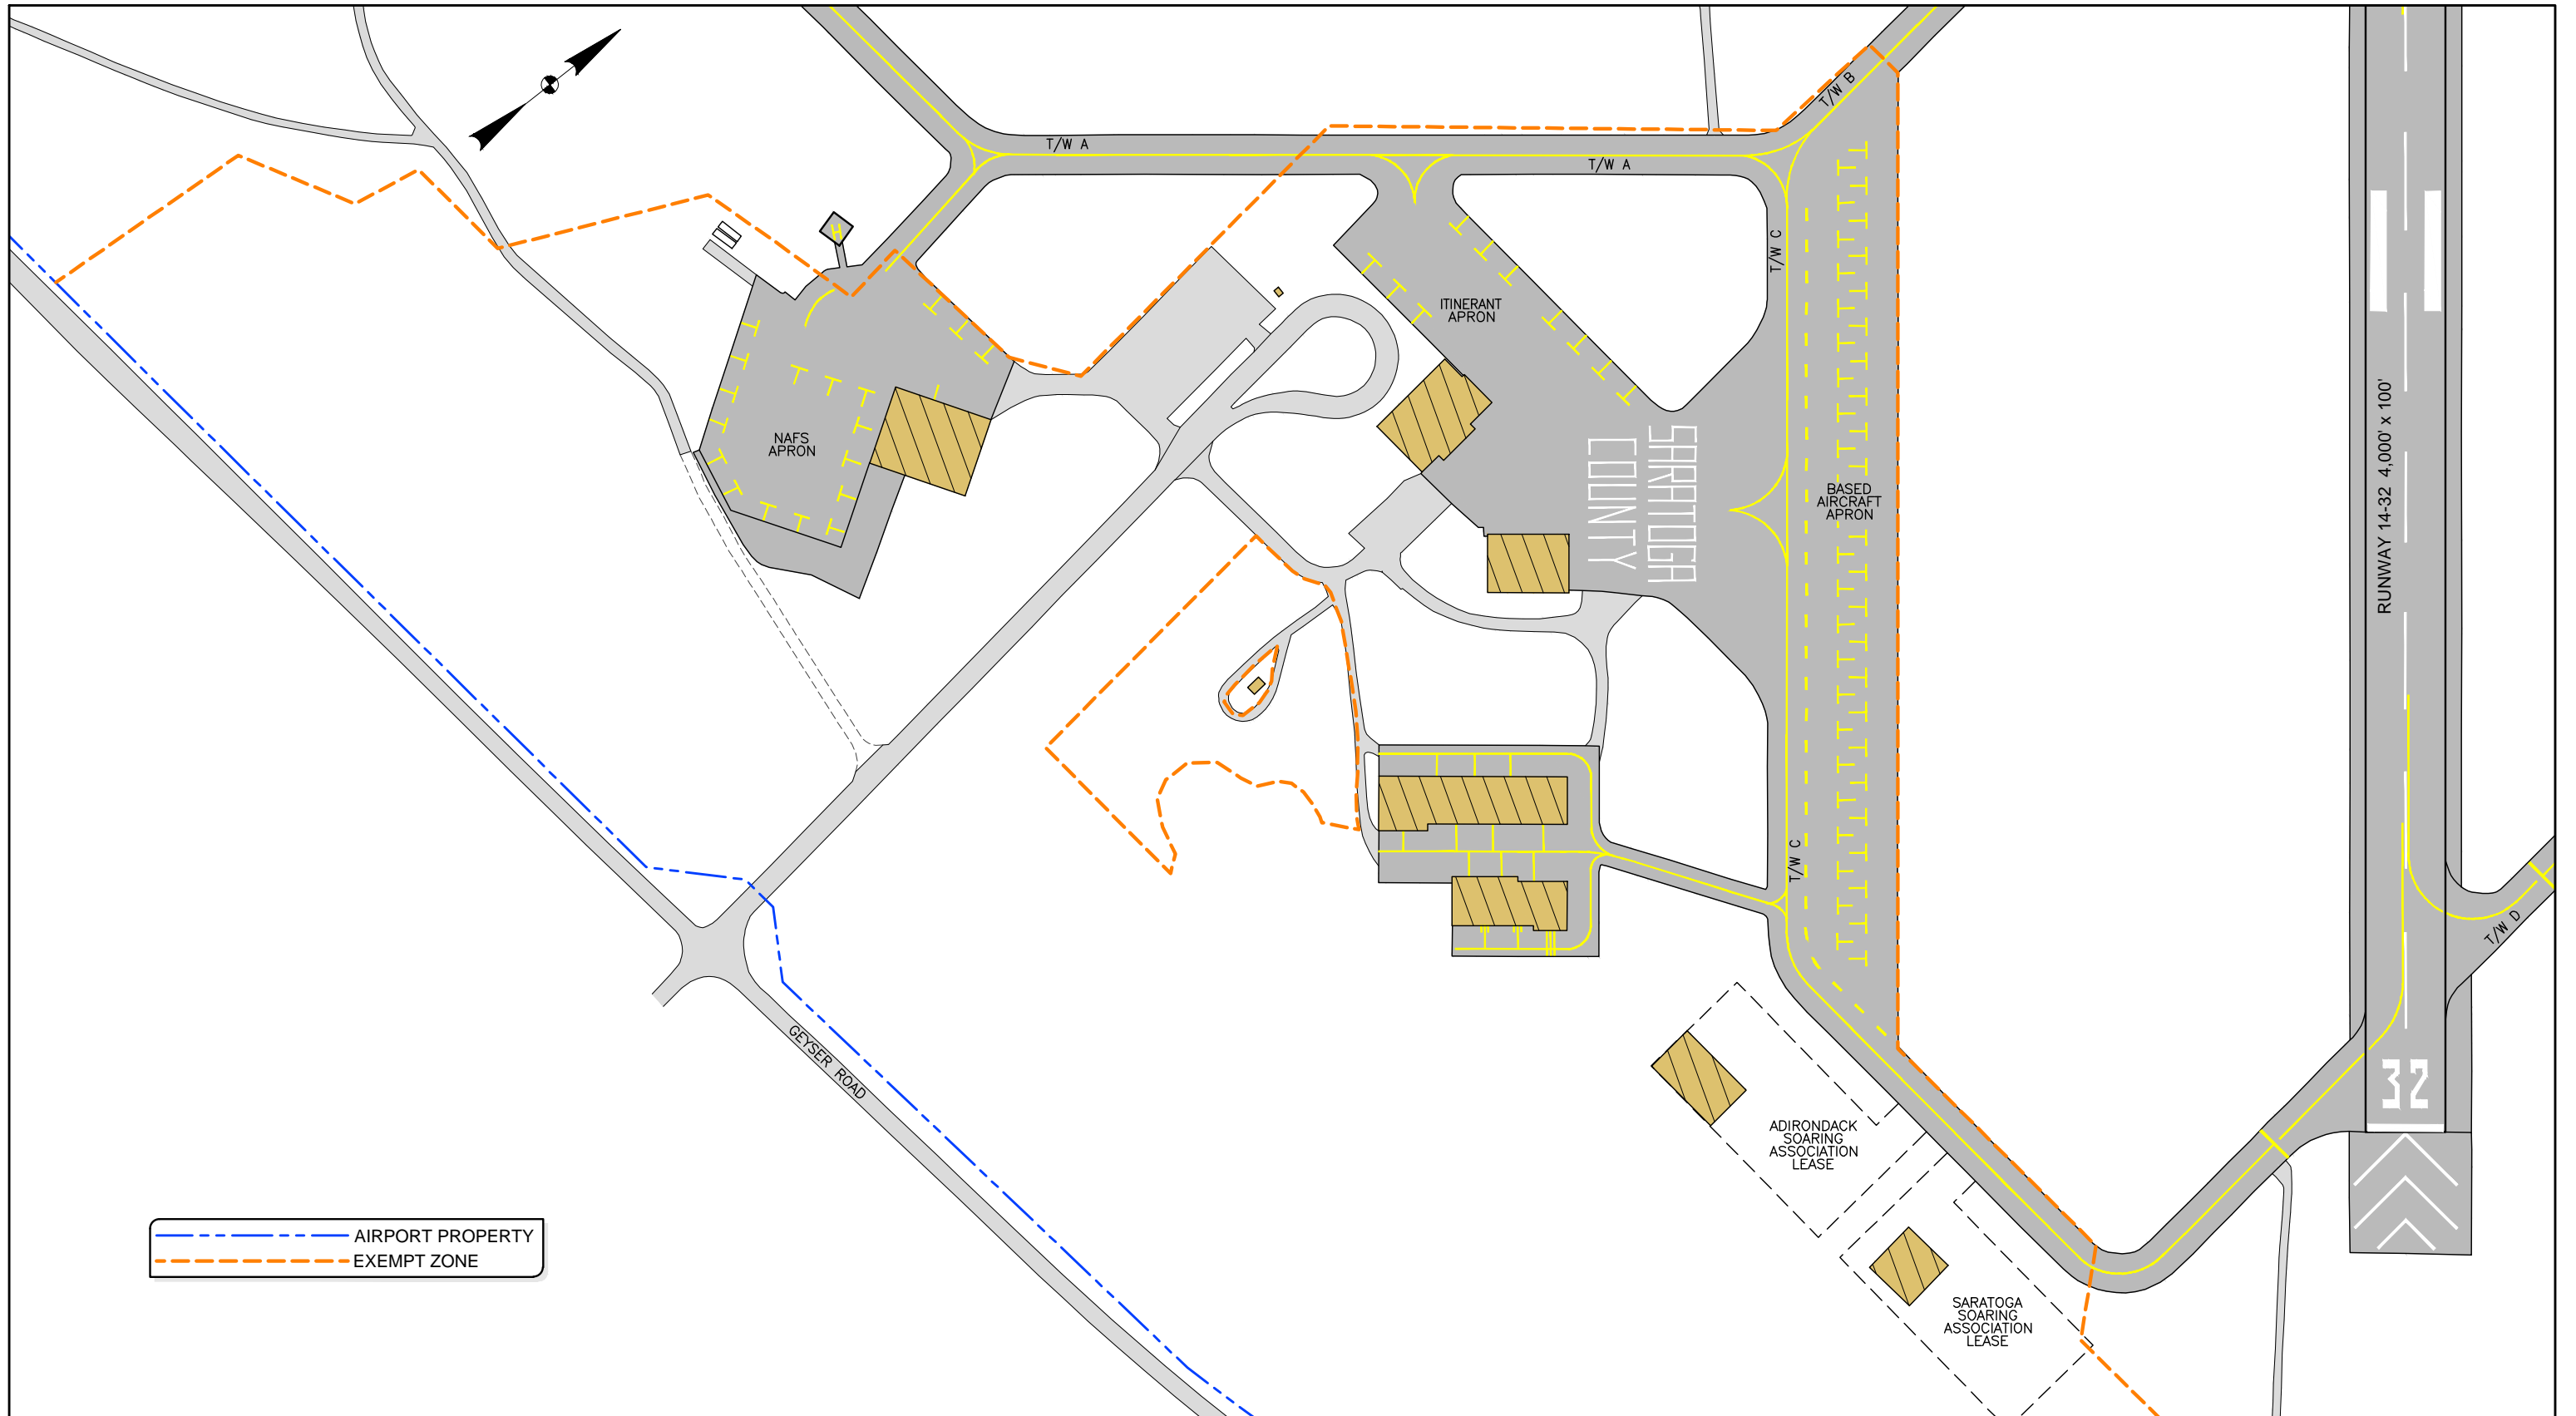 T/W A
T/W B
T/W A
T/W C
H
ITINERANT
APRON
NAFS
APRON
SARATOGA
COUNTY
BASED
AIRCRAFT
APRON
RUNWAY 14-32 4,000' x 100'
T/W C
T/W D
GEYSER ROAD
32
ADIRONDACK
SOARING
ASSOCIATION
LEASE
SARATOGA
SOARING
ASSOCIATION
LEASE
AIRPORT PROPERTY
EXEMPT ZONE